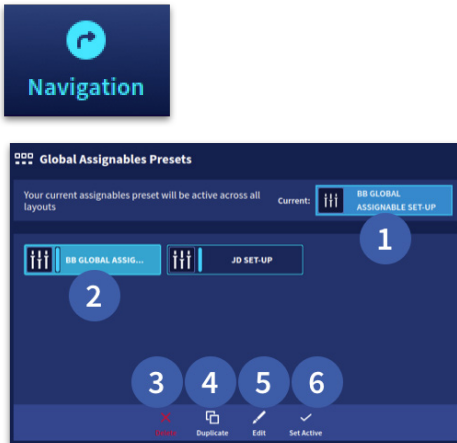 Navigation
Global Assignables Presets
Your current assignables preset will be active across all
layouts
Current:
BB GLOBAL
ASSIGNABLE SET-UP
1
BB GLOBAL ASSIG...
JD SET-UP
2
3
4
5
6
Delete
Duplicate
Edit
Set Active